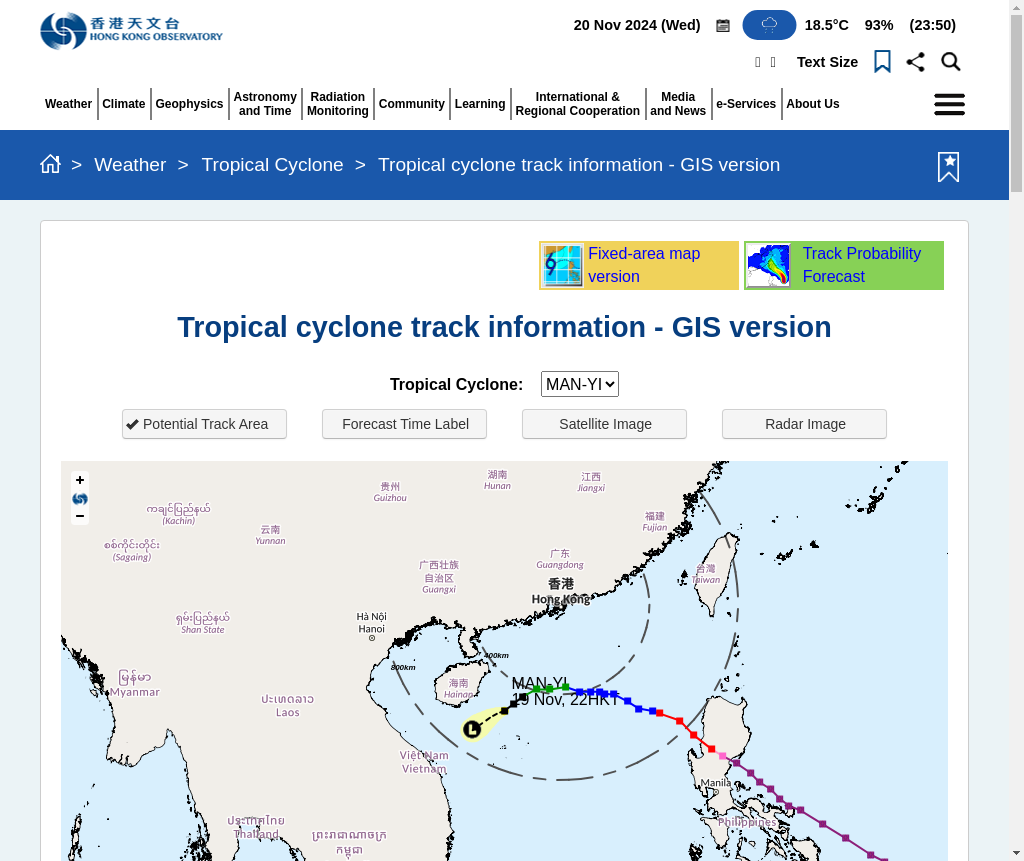 香港天文台
HONG KONG OBSERVATORY
20 Nov 2024 (Wed)
18.5°C 93% (23:50)
Text Size
Weather
Climate
Geophysics
Astronomy
and Time
Radiation
Monitoring
Community
Learning
International &
Regional Cooperation
Media
and News
e-Services
About Us
> Weather > Tropical Cyclone > Tropical cyclone track information - GIS version
Fixed-area map
version
Track Probability
Forecast
Tropical cyclone track information - GIS version
Tropical Cyclone: MAN-YI
Potential Track Area
Forecast Time Label
Satellite Image
Radar Image
+
−
湖南
Hunan
江西
Jiangxi
贵州
Guizhou
ကချင်ပြည်နယ်
(Kachin)
福建
Fujian
云南
Yunnan
စစ်ကိုင်းတိုင်း
(Sagaing)
广东
Guangdong
广西壮族
自治区
Guangxi
台灣
Taiwan
香港
Hong Kong
Hà Nội
Hanoi
ရှမ်းပြည်နယ်
Shan State
400km
800km
မြန်မာ
Myanmar
海南
Hainan
MAN-YI
19 Nov, 22HKT
ປະເທດລາວ
Laos
L
Việt Nam
Vietnam
Manila
Philippines
ประเทศไทย
Thailand
ព្រះរាជាណាចក្រ
កម្ពុជា